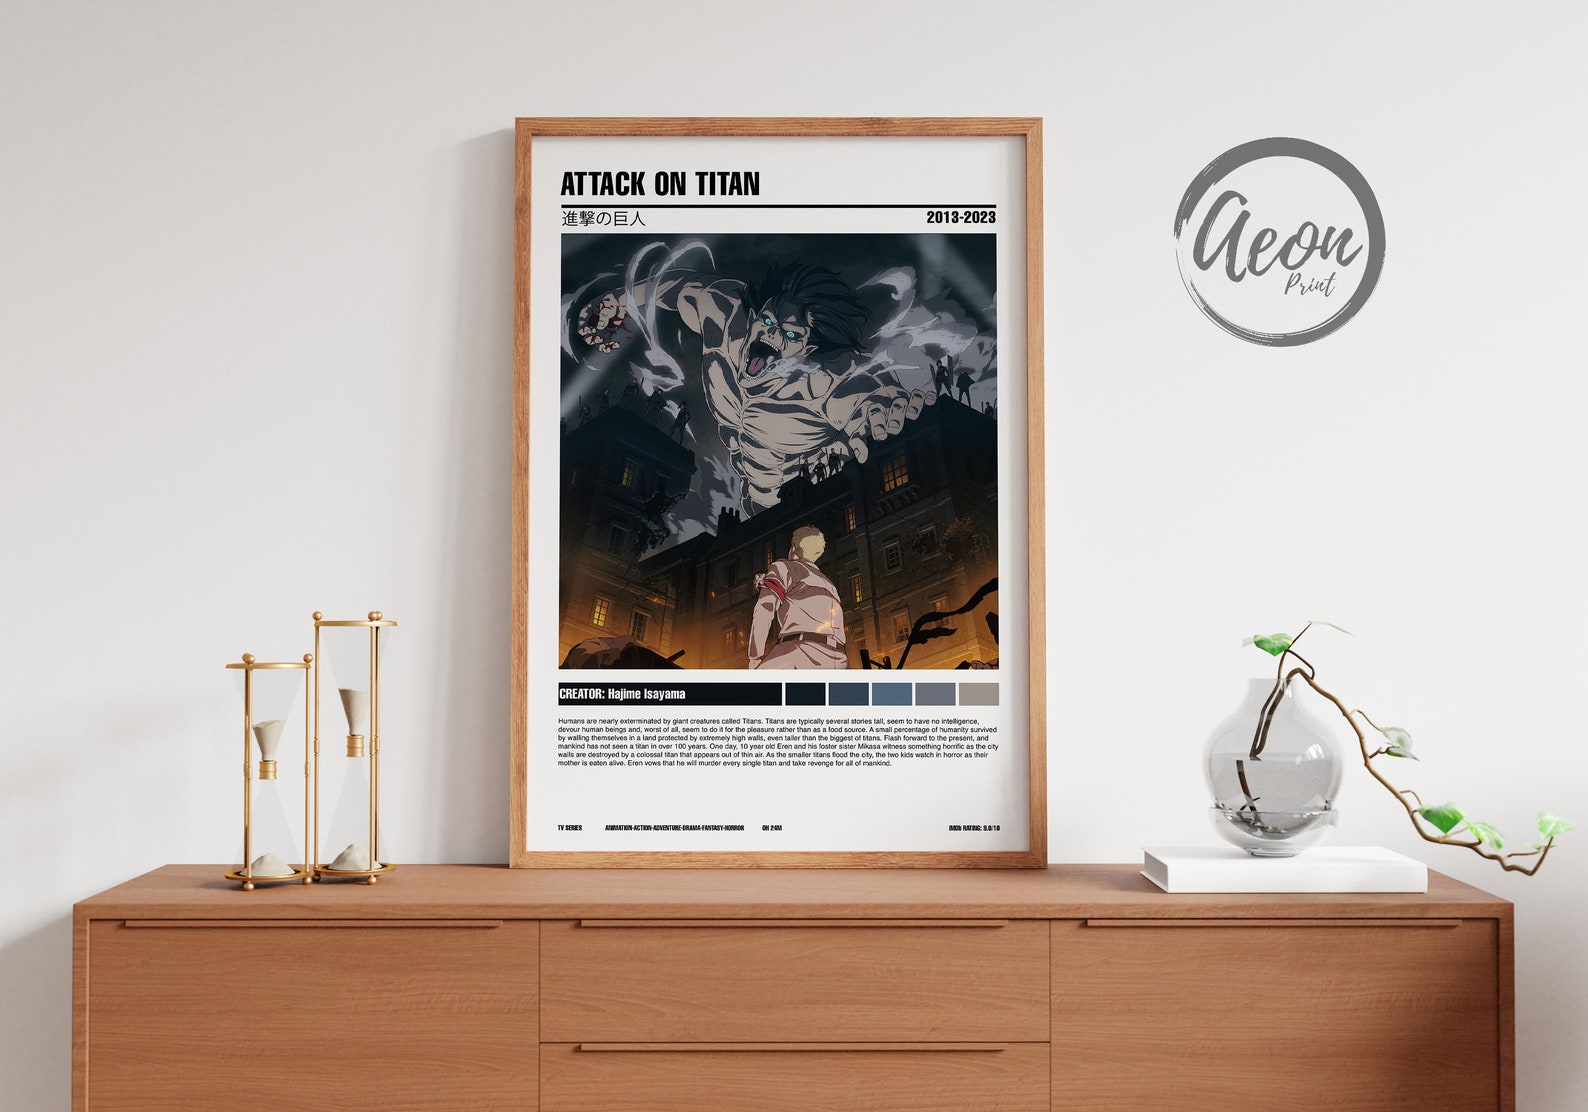 ATTACK ON TITAN
進撃の巨人
2013-2023
CREATOR: Hajime Isayama
Humans are nearly exterminated by giant creatures called Titans. Titans are typically several stories tall, seem to have no intelligence,
devour human beings and, worst of all, seem to do it for the pleasure rather than as a food source. A small percentage of humanity survived
by walling themselves in a land protected by extremely high walls, even taller than the biggest of titans. Flash forward to the present, and
mankind has not seen a titan in over 100 years. One day, 10 year old Eren and his foster sister Mikasa witness something horrific as the city
walls are destroyed by a colossal titan that appears out of thin air. As the smaller titans flood the city, the two kids watch in horror as their
mother is eaten alive. Eren vows that he will murder every single titan and take revenge for all of mankind.
TV SERIES
ANIMATION-ACTION-ADVENTURE-DRAMA-FANTASY-HORROR
0H 24M
IMDb RATING: 9.0/10
Aeon
Print